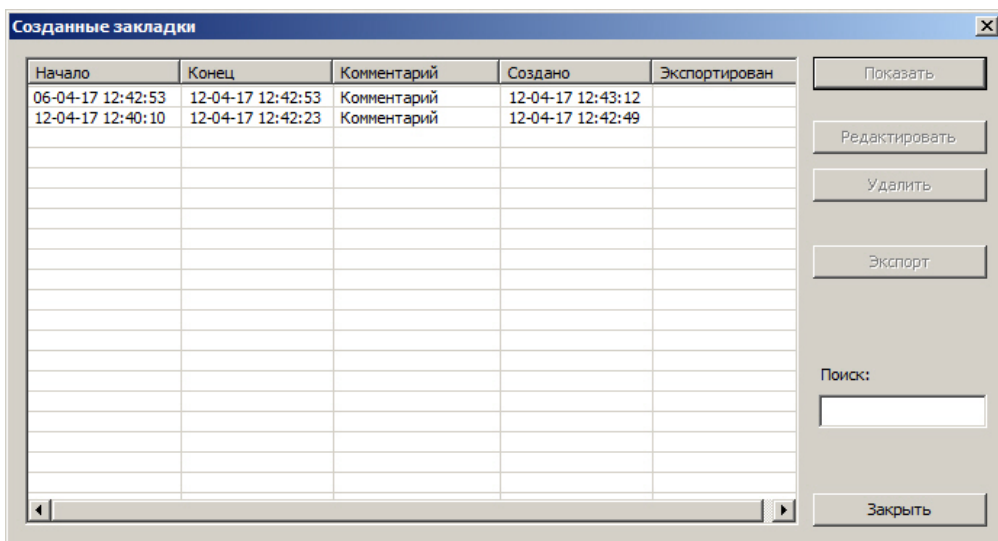 Созданные закладки
Начало Конец Комментарий Создано Экспортирован
06-04-17 12:42:53 12-04-17 12:42:53 Комментарий 12-04-17 12:43:12
12-04-17 12:40:10 12-04-17 12:42:23 Комментарий 12-04-17 12:42:49
Показать
Редактировать
Удалить
Экспорт
Поиск:
Закрыть